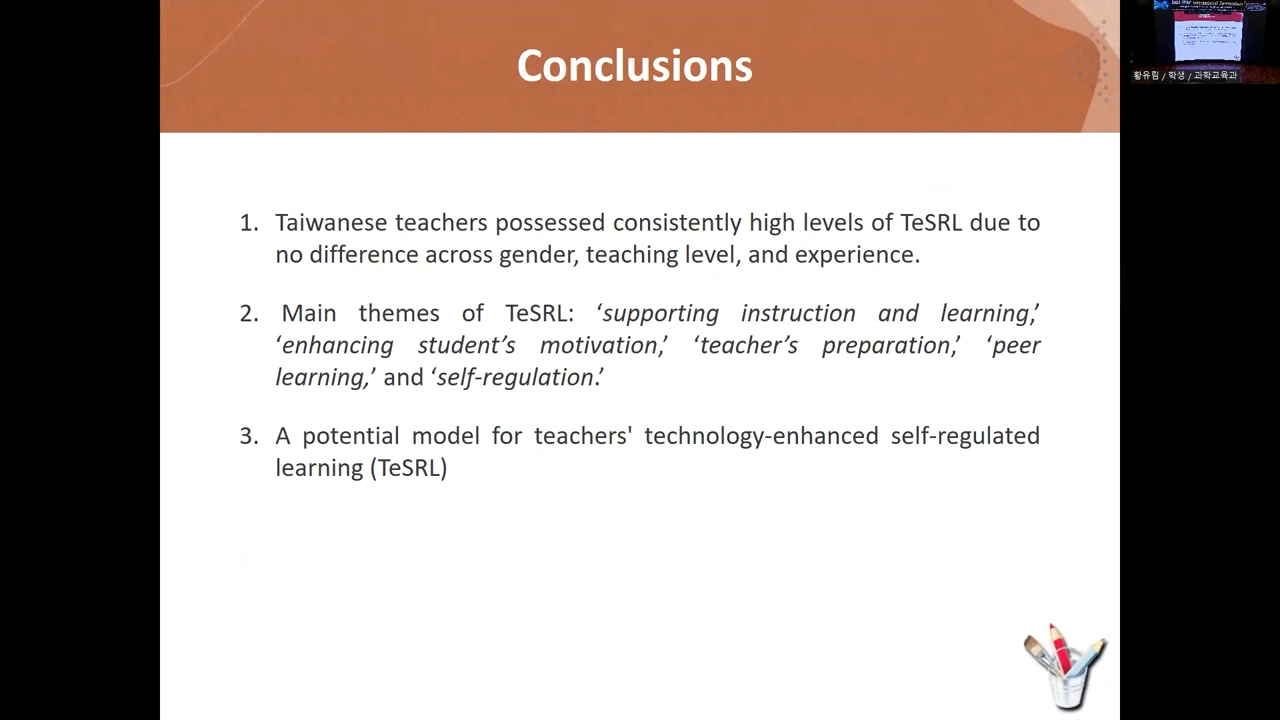 Conclusions
황유림 / 학생 / 과학교육과
1. Taiwanese teachers possessed consistently high levels of TeSRL due to
no difference across gender, teaching level, and experience.
2. Main themes of TeSRL: ‘supporting instruction and learning,’
‘enhancing student’s motivation,’ ‘teacher’s preparation,’ ‘peer
learning,’ and ‘self-regulation.’
3. A potential model for teachers' technology-enhanced self-regulated
learning (TeSRL)